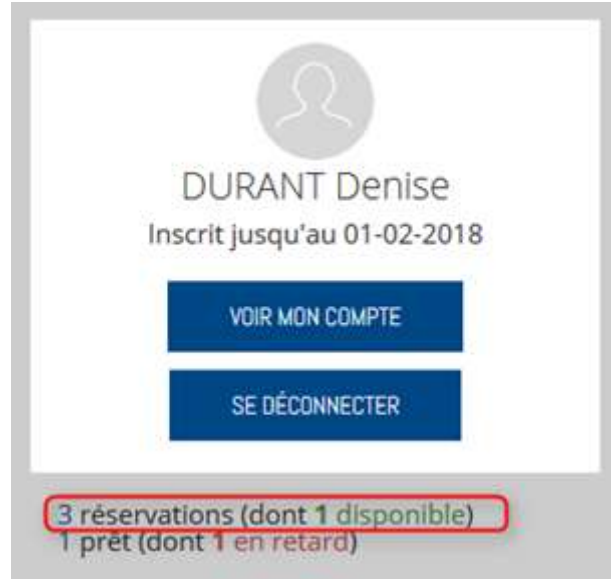 DURANT Denise
Inscrit jusqu'au 01-02-2018
VOIR MON COMPTE
SE DÉCONNECTER
3 réservations (dont 1 disponible)
1 prêt (dont 1 en retard)